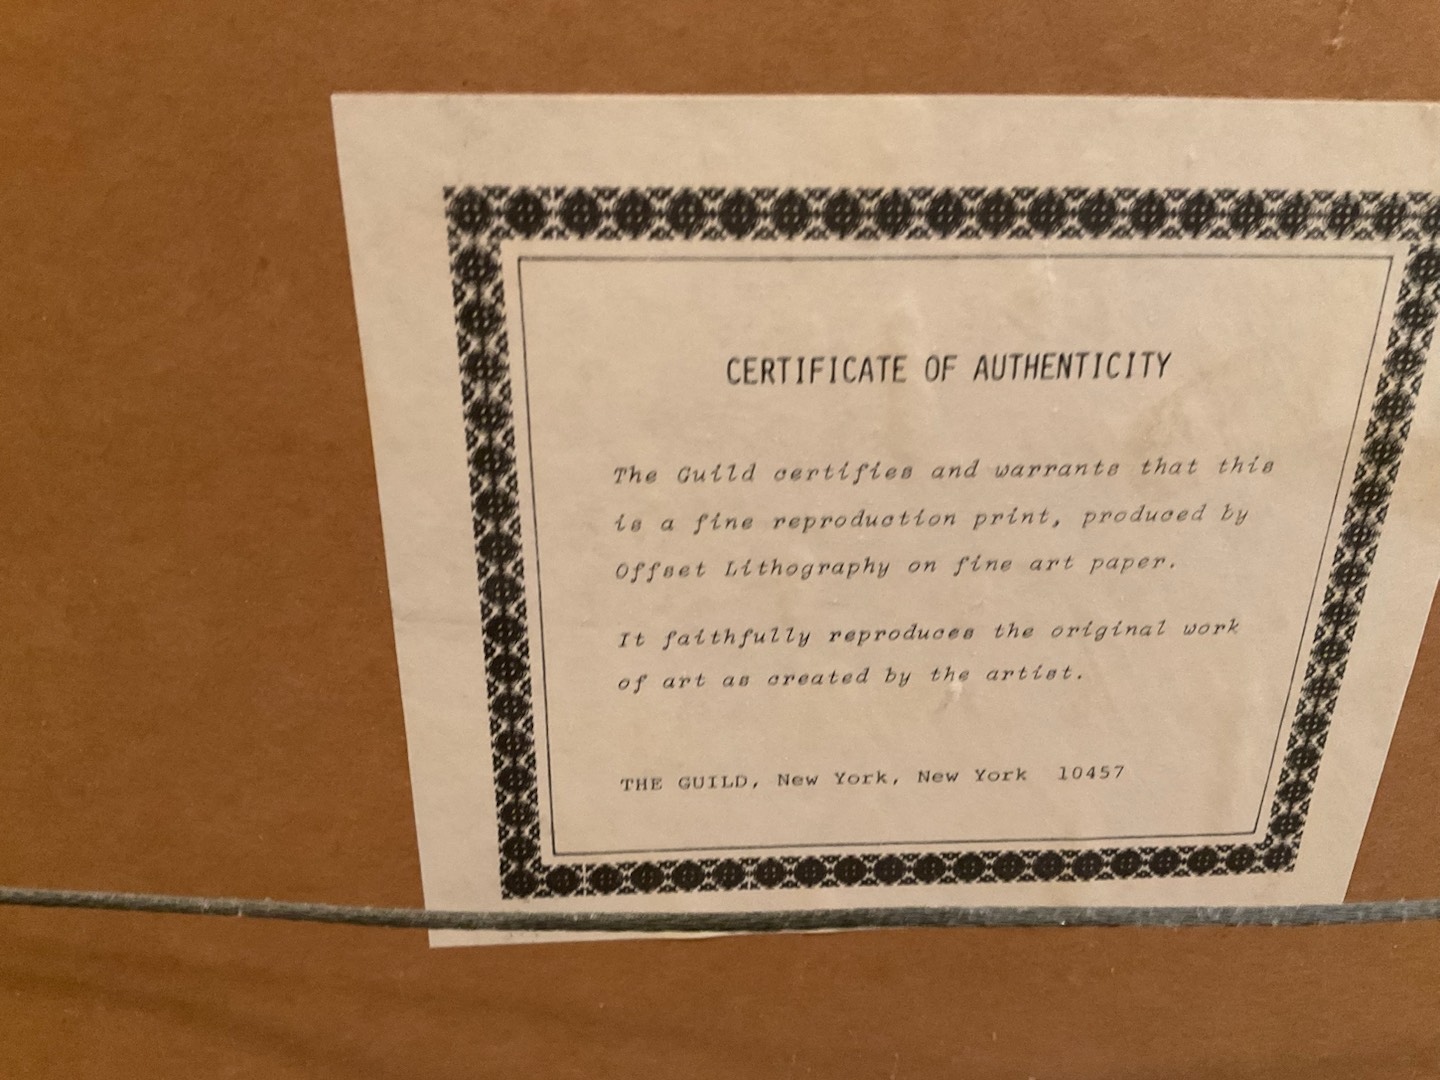 CERTIFICATE OF AUTHENTICITY
The Guild certifies and warrants that this
is a fine reproduction print, produced by
Offset Lithography on fine art paper.
It faithfully reproduces the original work
of art as created by the artist.
THE GUILD, New York, New York 10457